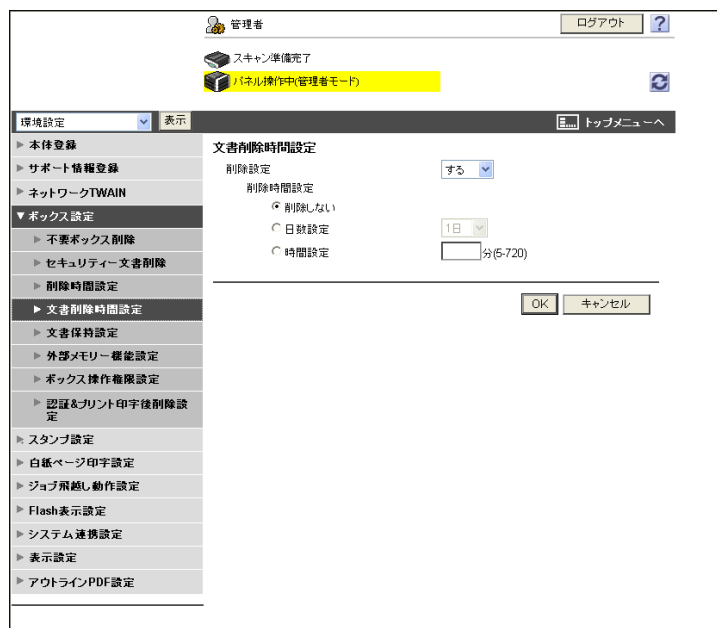 管理者
ログアウト
?
スキャン準備完了
パネル操作中(管理者モード)
環境設定
表示
トップメニューへ
本体登録
サポート情報登録
ネットワークTWAIN
ボックス設定
不要ボックス削除
セキュリティー文書削除
削除時間設定
文書削除時間設定
文書保持設定
外部メモリー機能設定
ボックス操作権限設定
認証&プリント印字後削除設
定
スタンプ設定
白紙ページ印字設定
ジョブ飛越し動作設定
Flash表示設定
システム連携設定
表示設定
アウトラインPDF設定
文書削除時間設定
削除設定
する
削除時間設定
削除しない
日数設定
1日
時間設定
分(5-720)
OK
キャンセル